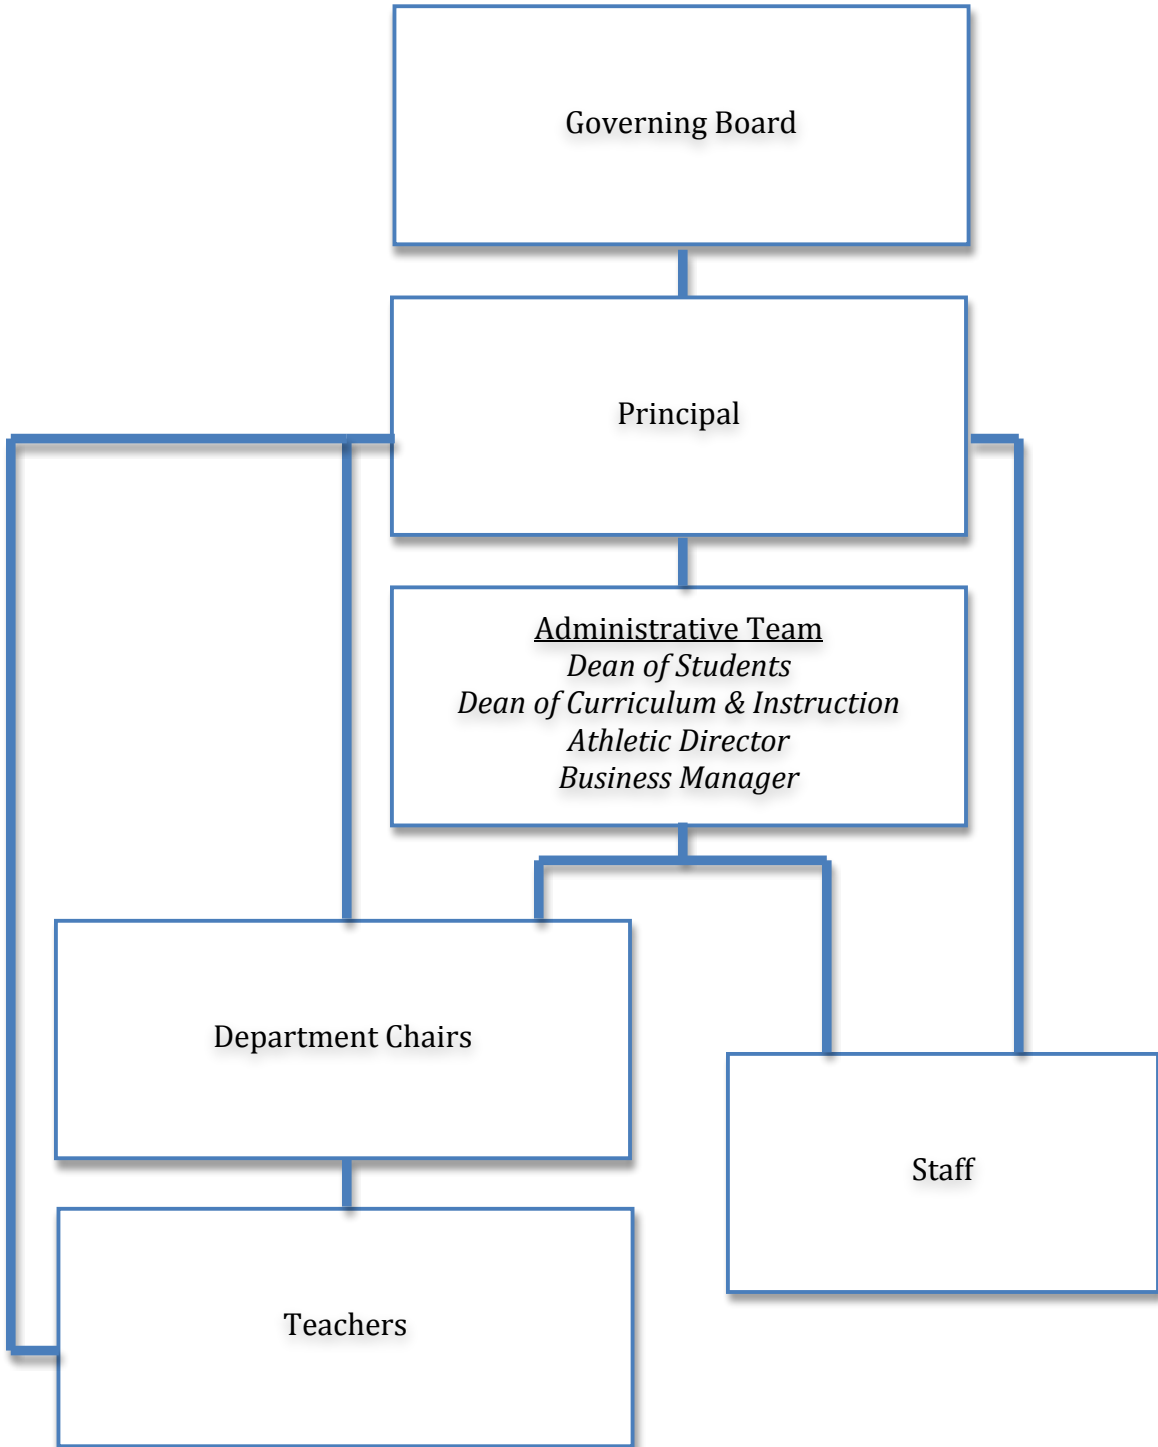 Governing Board
Principal
Administrative Team
Dean of Students
Dean of Curriculum & Instruction
Athletic Director
Business Manager
Department Chairs
Staff
Teachers